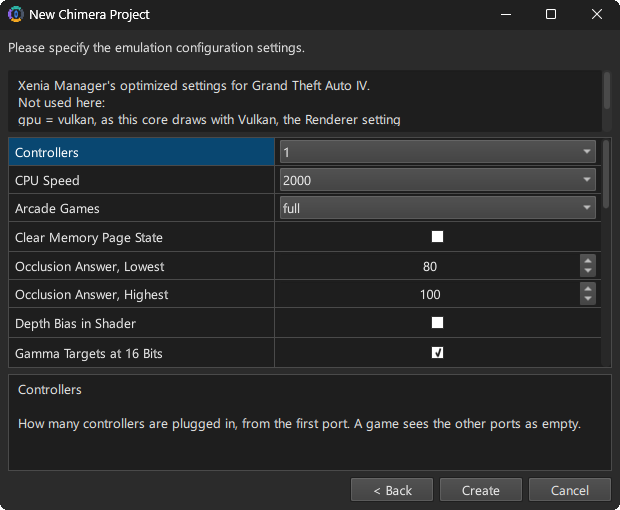 New Chimera Project
Please specify the emulation configuration settings.
Xenia Manager's optimized settings for Grand Theft Auto IV.
Not used here:
gpu = vulkan, as this core draws with Vulkan, the Renderer setting
Controllers 1
CPU Speed 2000
Arcade Games full
Clear Memory Page State
Occlusion Answer, Lowest 80
Occlusion Answer, Highest 100
Depth Bias in Shader
Gamma Targets at 16 Bits
Controllers
How many controllers are plugged in, from the first port. A game sees the other ports as empty.
< Back Create Cancel